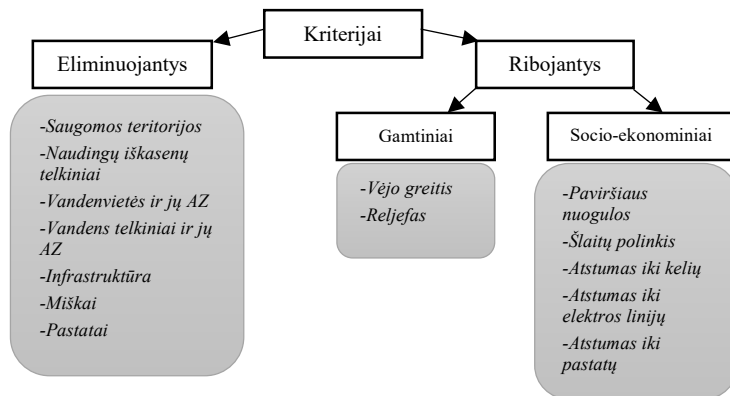 Kriterijai
Eliminuojantys
Ribojantys
-Saugomos teritorijos
-Naudingų iškasenų
telkiniai
-Vandenvietės ir jų AZ
-Vandens telkiniai ir jų
AZ
-Infrastruktūra
-Miškai
-Pastatai
Gamtiniai
-Vėjo greitis
-Reljefas
Socio-ekonominiai
-Paviršiaus
nuogulos
-Šlaitų polinkis
-Atstumas iki kelių
-Atstumas iki
elektros linijų
-Atstumas iki
pastatų